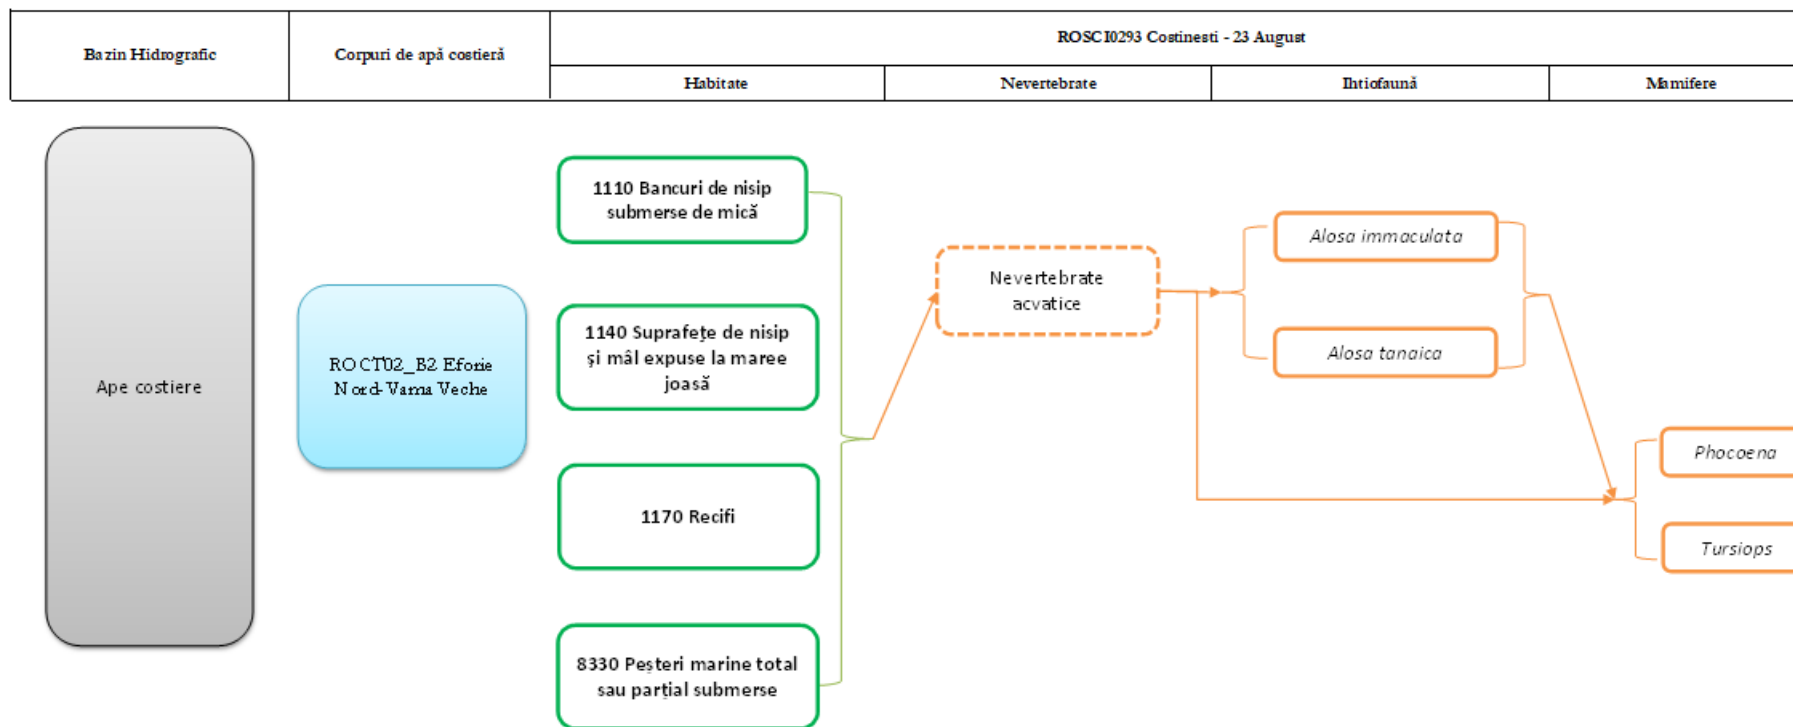 Bazin Hidrografic
Corpuri de apă costieră
ROSCI0293 Costinesti - 23 August
Habitate
Nevertebrate
Ihtiofaună
Mamifere
Ape costiere
ROCT02_B2 Eforie
Nord-Vama Veche
1110 Bancuri de nisip
submerse de mică
1140 Suprafețe de nisip
și mâl expuse la maree
joasă
1170 Recifi
8330 Peșteri marine total
sau parțial submerse
Nevertebrate
acvatice
Alosa immaculata
Alosa tanaica
Phocoena
Tursiops